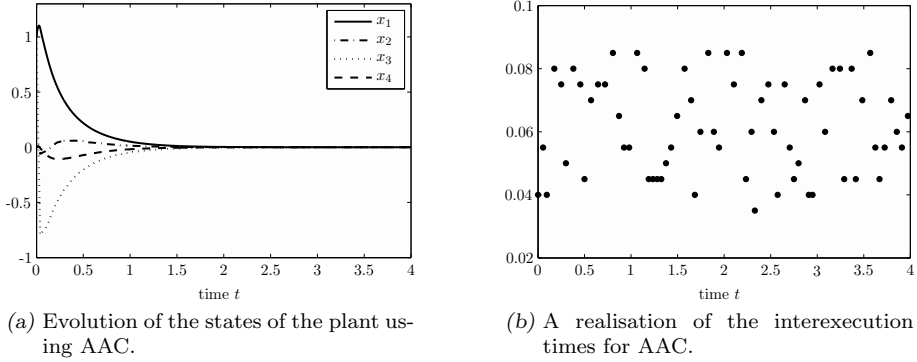 1
0.5
0
-0.5
-1
x1
x2
x3
x4
0 0.5 1 1.5 2 2.5 3 3.5 4
time t
(a) Evolution of the states of the plant us-
ing AAC.
0.1
0.08
0.06
0.04
0.02
0 0.5 1 1.5 2 2.5 3 3.5 4
time t
(b) A realisation of the interexecution
times for AAC.